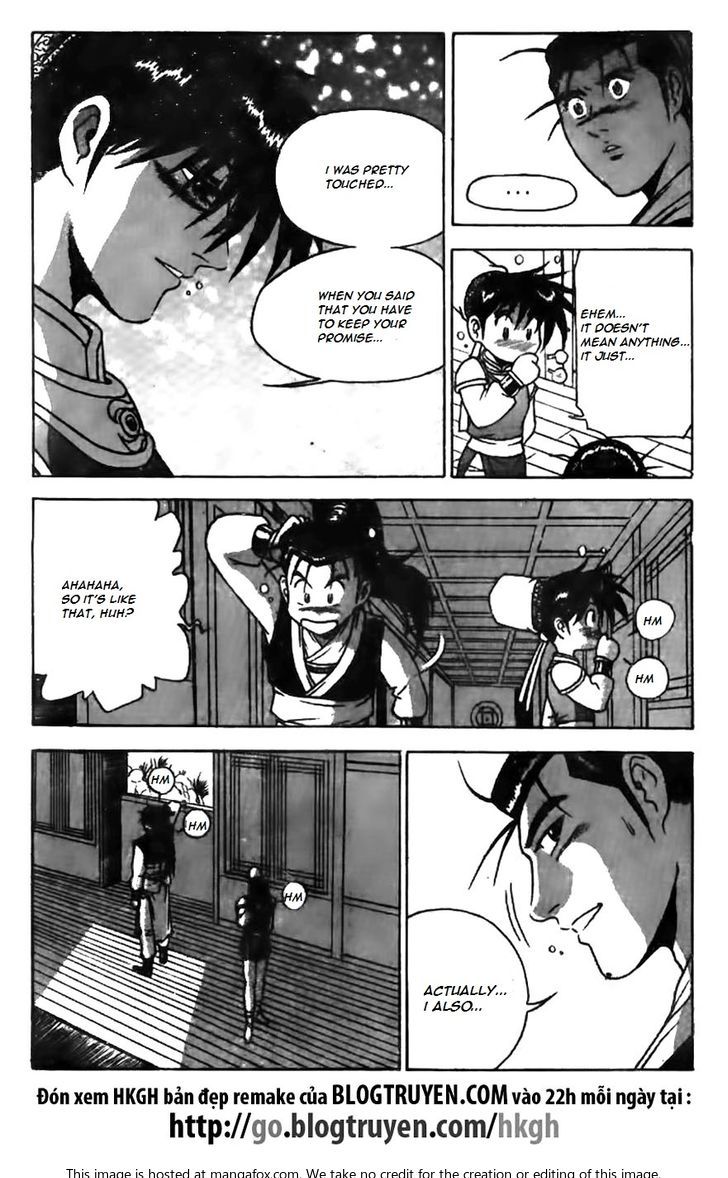 I WAS PRETTY
TOUCHED...
WHEN YOU SAID
THAT YOU HAVE
TO KEEP YOUR
PROMISE...
...
EHEM...
IT DOESN'T
MEAN ANYTHING...
IT JUST...
AHAHAHA,
SO IT'S LIKE
THAT, HUH?
HM
HM
HM
HM
HM
ACTUALLY...
I ALSO...
Đón xem HKGH bản đẹp remake của BLOGTRUYEN.COM vào 22h mỗi ngày tại :
http://go.blogtruyen.com/hkgh
This image is hosted at mangafox.com. We take no credit for the creation or editing of this image.